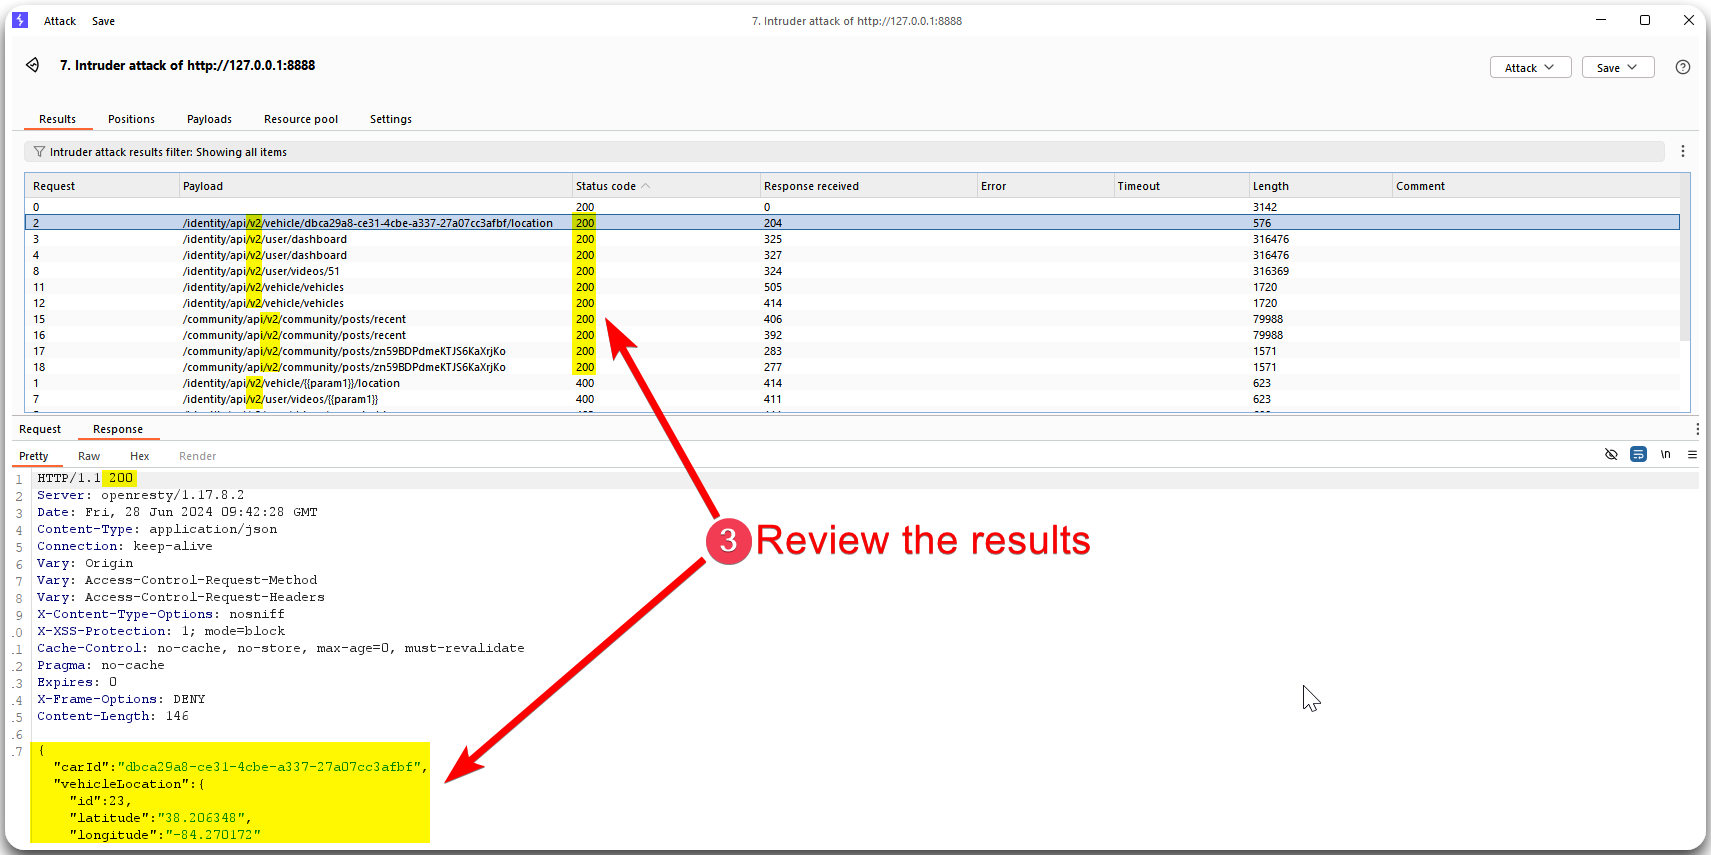 Attack Save 7. Intruder attack of http://127.0.0.1:8888
7. Intruder attack of http://127.0.0.1:8888 Attack Save
Results Positions Payloads Resource pool Settings
Intruder attack results filter: Showing all items
Request Payload Status code Response received Error Timeout Length Comment
0 200 0 3142
2 /identity/api/v2/vehicle/dbca29a8-ce31-4cbe-a337-27a07cc3afbf/location 200 204 576
3 /identity/api/v2/user/dashboard 200 325 316476
4 /identity/api/v2/user/dashboard 200 327 316476
8 /identity/api/v2/user/videos/51 200 324 316369
11 /identity/api/v2/vehicle/vehicles 200 505 1720
12 /identity/api/v2/vehicle/vehicles 200 414 1720
15 /community/api/v2/community/posts/recent 200 406 79988
16 /community/api/v2/community/posts/recent 200 392 79988
17 /community/api/v2/community/posts/zn59BDPdmeKTJS6KaXrjKo 200 283 1571
18 /community/api/v2/community/posts/zn59BDPdmeKTJS6KaXrjKo 200 277 1571
1 /identity/api/v2/vehicle/{{param1}}/location 400 414 623
7 /identity/api/v2/user/videos/{{param1}} 400 411 623
Request Response
Pretty Raw Hex Render \n
1 HTTP/1.1 200
2 Server: openresty/1.17.8.2
3 Date: Fri, 28 Jun 2024 09:42:28 GMT
4 Content-Type: application/json
5 Connection: keep-alive
6 Vary: Origin
7 Vary: Access-Control-Request-Method
8 Vary: Access-Control-Request-Headers
9 X-Content-Type-Options: nosniff
.0 X-XSS-Protection: 1; mode=block
.1 Cache-Control: no-cache, no-store, max-age=0, must-revalidate
.2 Pragma: no-cache
.3 Expires: 0
.4 X-Frame-Options: DENY
.5 Content-Length: 146
.6
.7 {
"carId":"dbca29a8-ce31-4cbe-a337-27a07cc3afbf",
"vehicleLocation":{
"id":23,
"latitude":"38.206348",
"longitude":"-84.270172"
3 Review the results